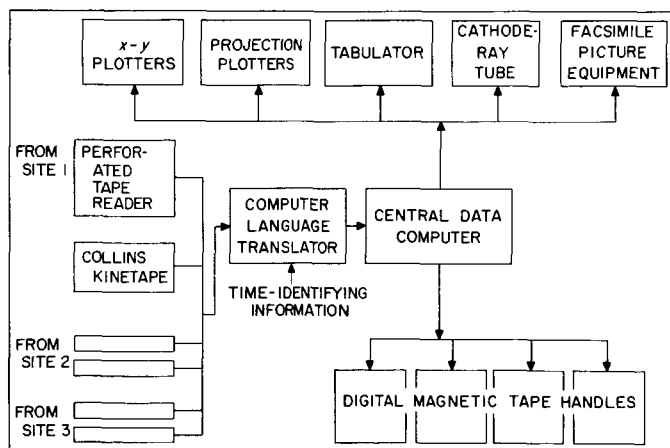 x-y
PLOTTERS
PROJECTION
PLOTTERS
TABULATOR
CATHODE-
RAY
TUBE
FACSIMILE
PICTURE
EQUIPMENT
FROM
SITE 1
PERFOR-
ATED
TAPE
READER
COLLINS
KINETAPE
COMPUTER
LANGUAGE
TRANSLATOR
CENTRAL DATA
COMPUTER
TIME-IDENTIFYING
INFORMATION
FROM
SITE 2
FROM
SITE 3
DIGITAL MAGNETIC TAPE HANDLES